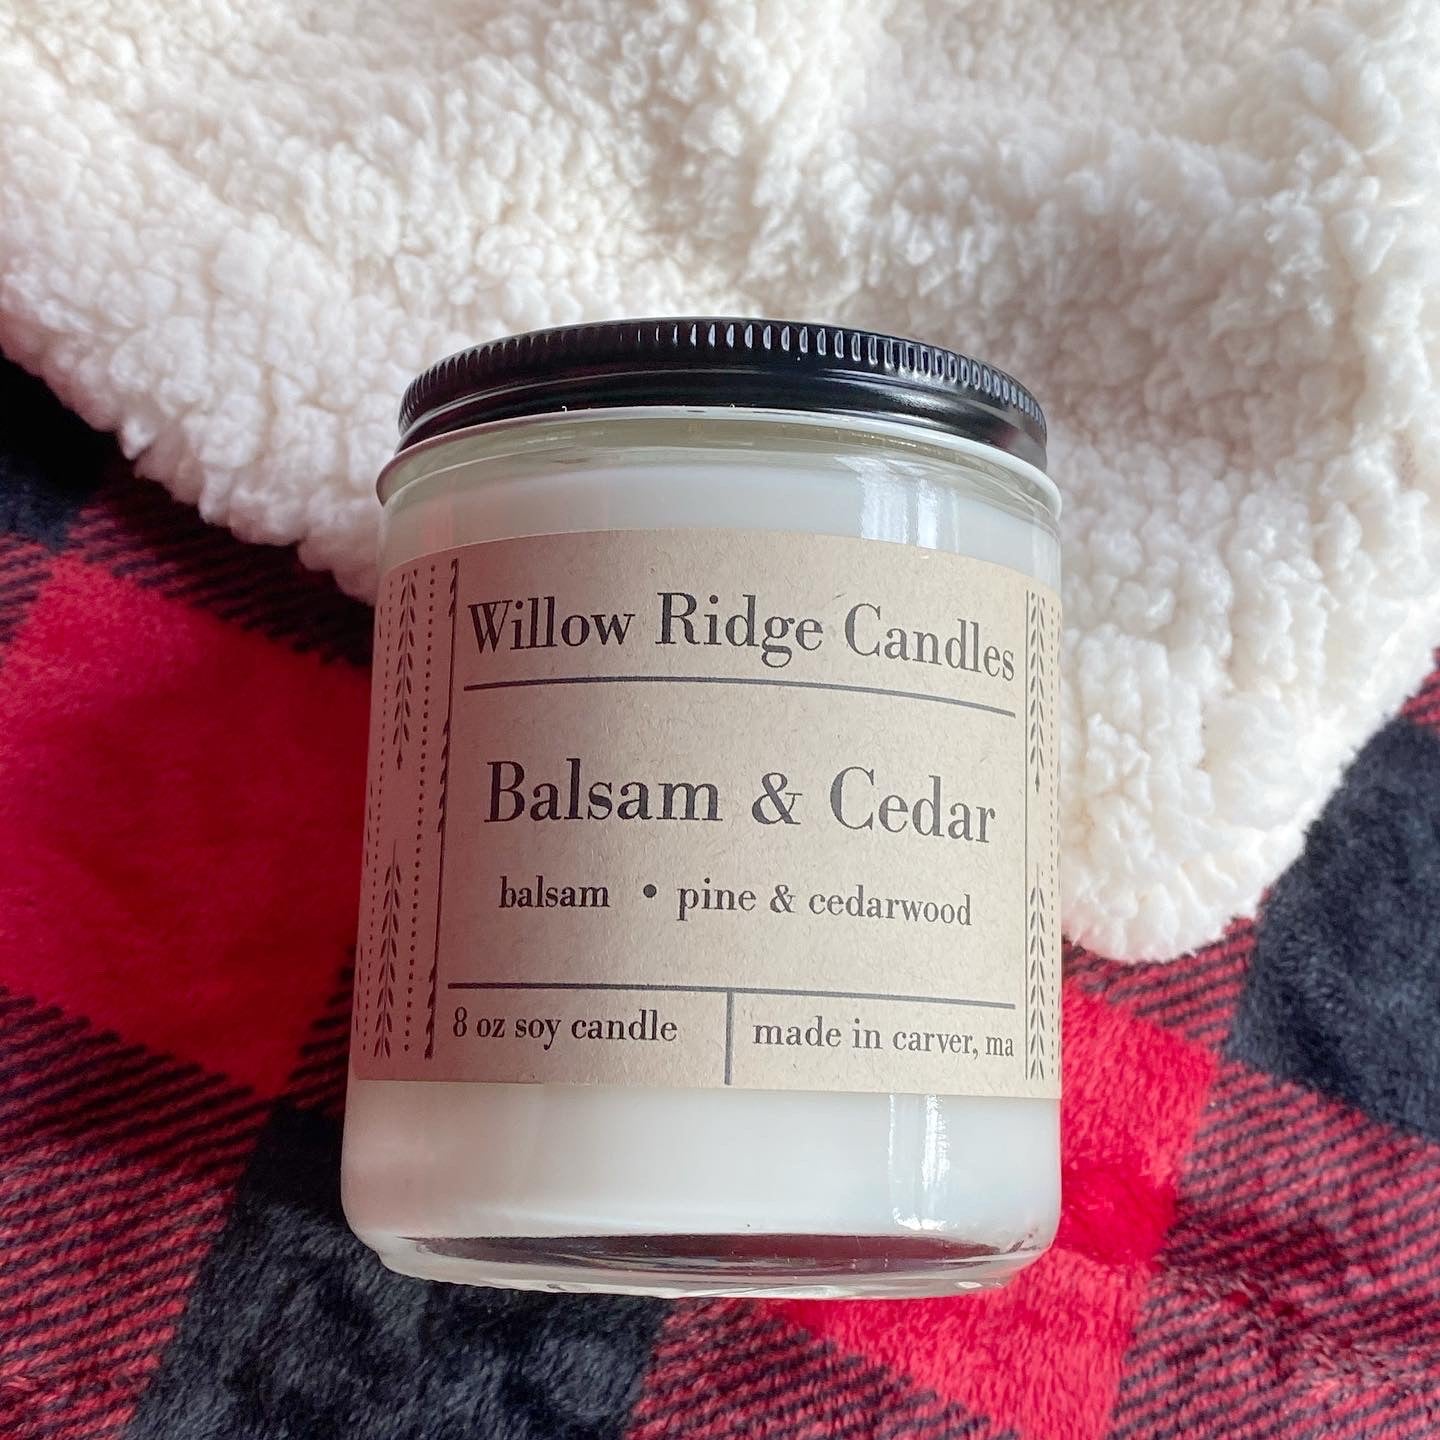 Willow Ridge Candles
Balsam & Cedar
balsam • pine & cedarwood
8 oz soy candle
made in carver, ma